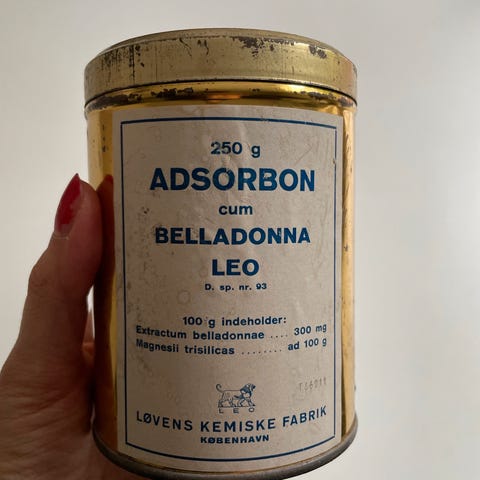 250 g
ADSORBON
cum
BELLADONNA
LEO
D. sp. nr. 93
100 g indeholder:
Extractum belladonnae .... 300 mg
Magnesii trisilicas ........ ad 100 g
LEO
LØVENS KEMISKE FABRIK
KØBENHAVN